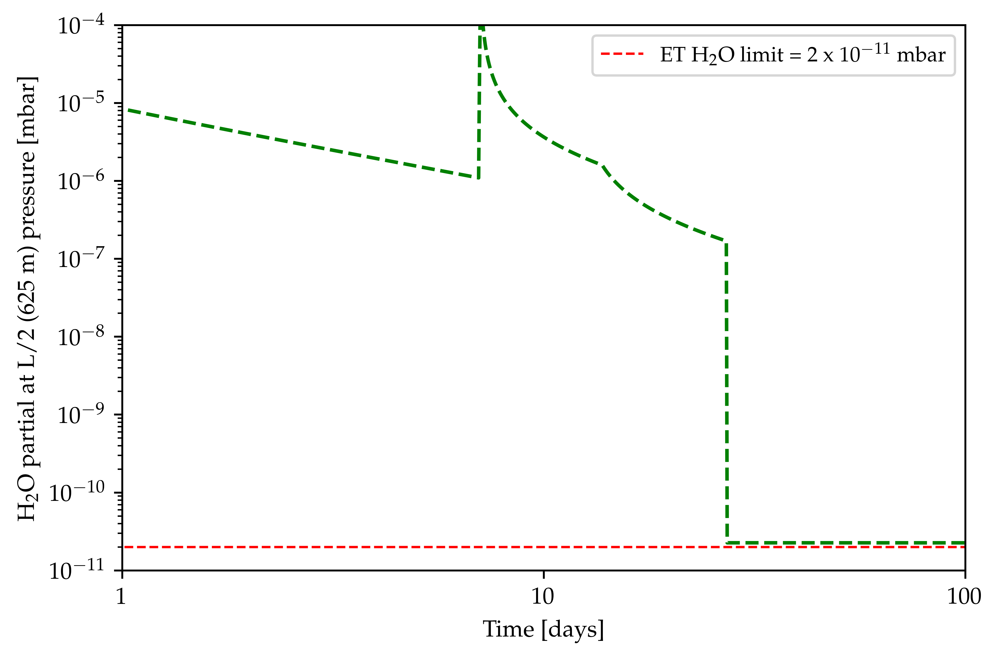 H₂O partial at L/2 (625 m) pressure [mbar]
10⁻⁴
10⁻⁵
10⁻⁶
10⁻⁷
10⁻⁸
10⁻⁹
10⁻¹⁰
10⁻¹¹
ET H₂O limit = 2 x 10⁻¹¹ mbar
1 10 100
Time [days]